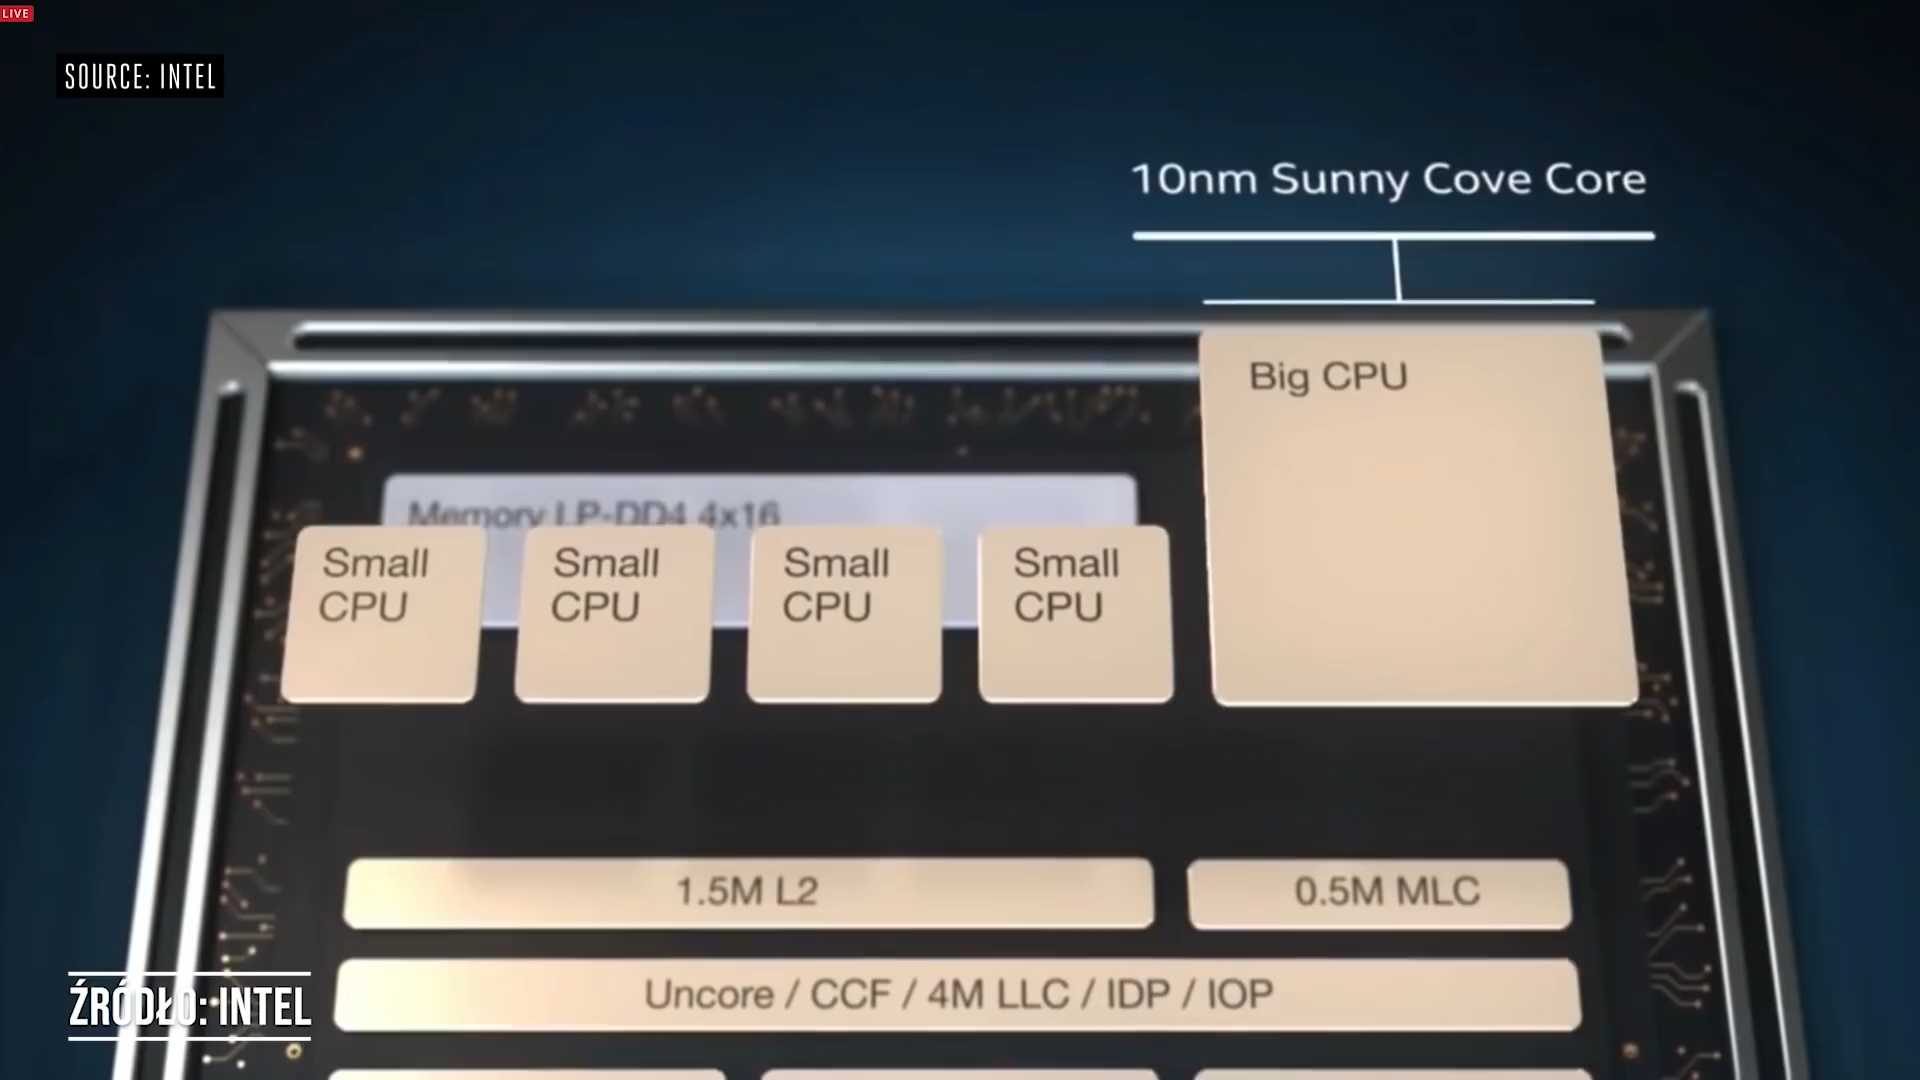 LIVE
SOURCE: INTEL
10nm Sunny Cove Core
Big CPU
Memory LP-DD4 4x16
Small
CPU
Small
CPU
Small
CPU
Small
CPU
1.5M L2
0.5M MLC
Uncore / CCF / 4M LLC / IDP / IOP
ŹRÓDŁO: INTEL